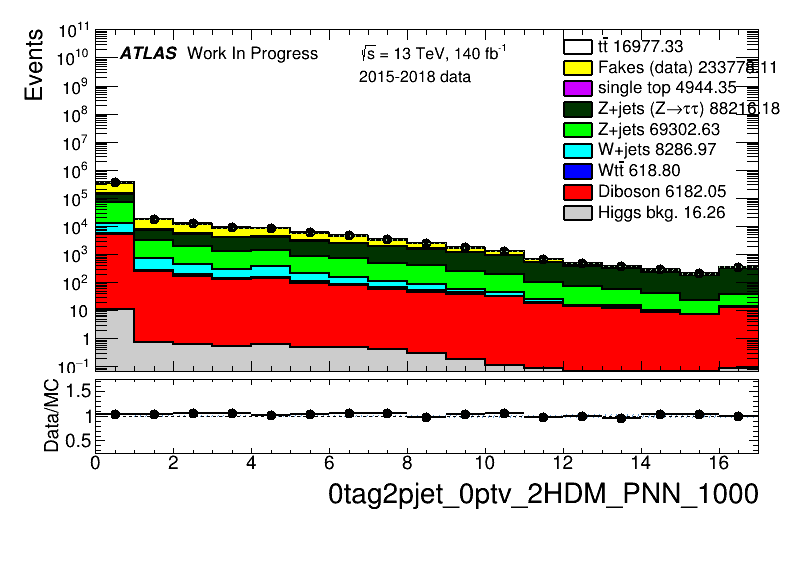 Events
10¹¹
10¹⁰
10⁹
10⁸
10⁷
10⁶
10⁵
10⁴
10³
10²
10
1
10⁻¹
ATLAS Work In Progress
√s = 13 TeV, 140 fb⁻¹
2015-2018 data
tt̄ 16977.33
Fakes (data) 233778.11
single top 4944.35
Z+jets (Z→ττ) 88216.18
Z+jets 69302.63
W+jets 8286.97
Wtt̄ 618.80
Diboson 6182.05
Higgs bkg. 16.26
Data/MC
1.5
1
0.5
0 2 4 6 8 10 12 14 16
0tag2pjet_0ptv_2HDM_PNN_1000